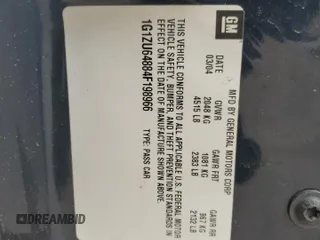 GM
MFD BY GENERAL MOTORS CORP
DATE GVWR GAWR FRT GAWR RR
03/04 2048 KG 1081 KG 967 KG
4515 LB 2383 LB 2132 LB
THIS VEHICLE CONFORMS TO ALL APPLICABLE U.S. FEDERAL MOTOR
VEHICLE SAFETY, BUMPER, AND THEFT PREVENTION STANDARDS IN
EFFECT ON THE DATE OF MANUFACTURE SHOWN ABOVE.
1G1ZU64884F198966 TYPE: PASS CAR
DREAMBID